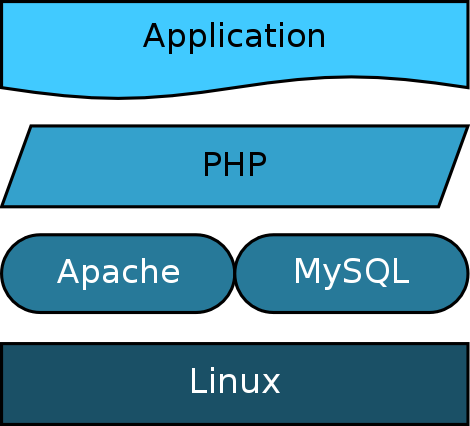 Application
PHP
Apache MySQL
Linux